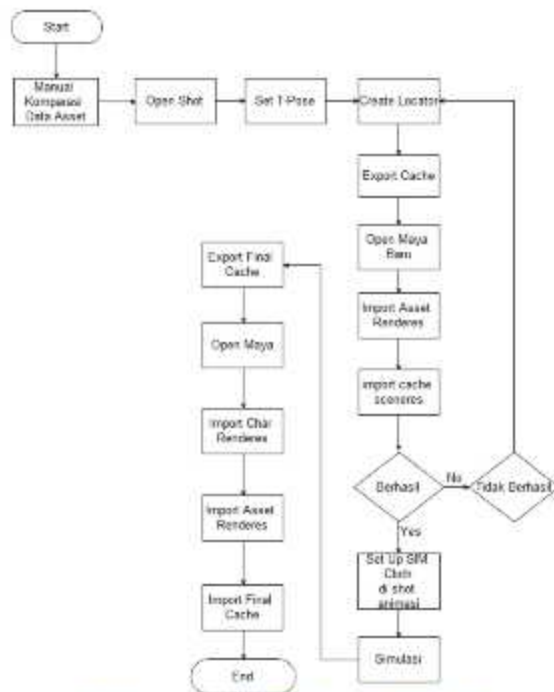 Start
Manual
Komparasi
Data Asset
Open Shot
Set T-Pose
Create Locator
Export Cache
Open Maya
Baru
Import Asset
Renderes
import cache
sceneres
Berhasil
No
Tidak Berhasil
Yes
Set Up SIM
Cloth
di shot
animasi
Simulasi
Export Final
Cache
Open Maya
Import Char
Renderes
Import Asset
Renderes
Import Final
Cache
End